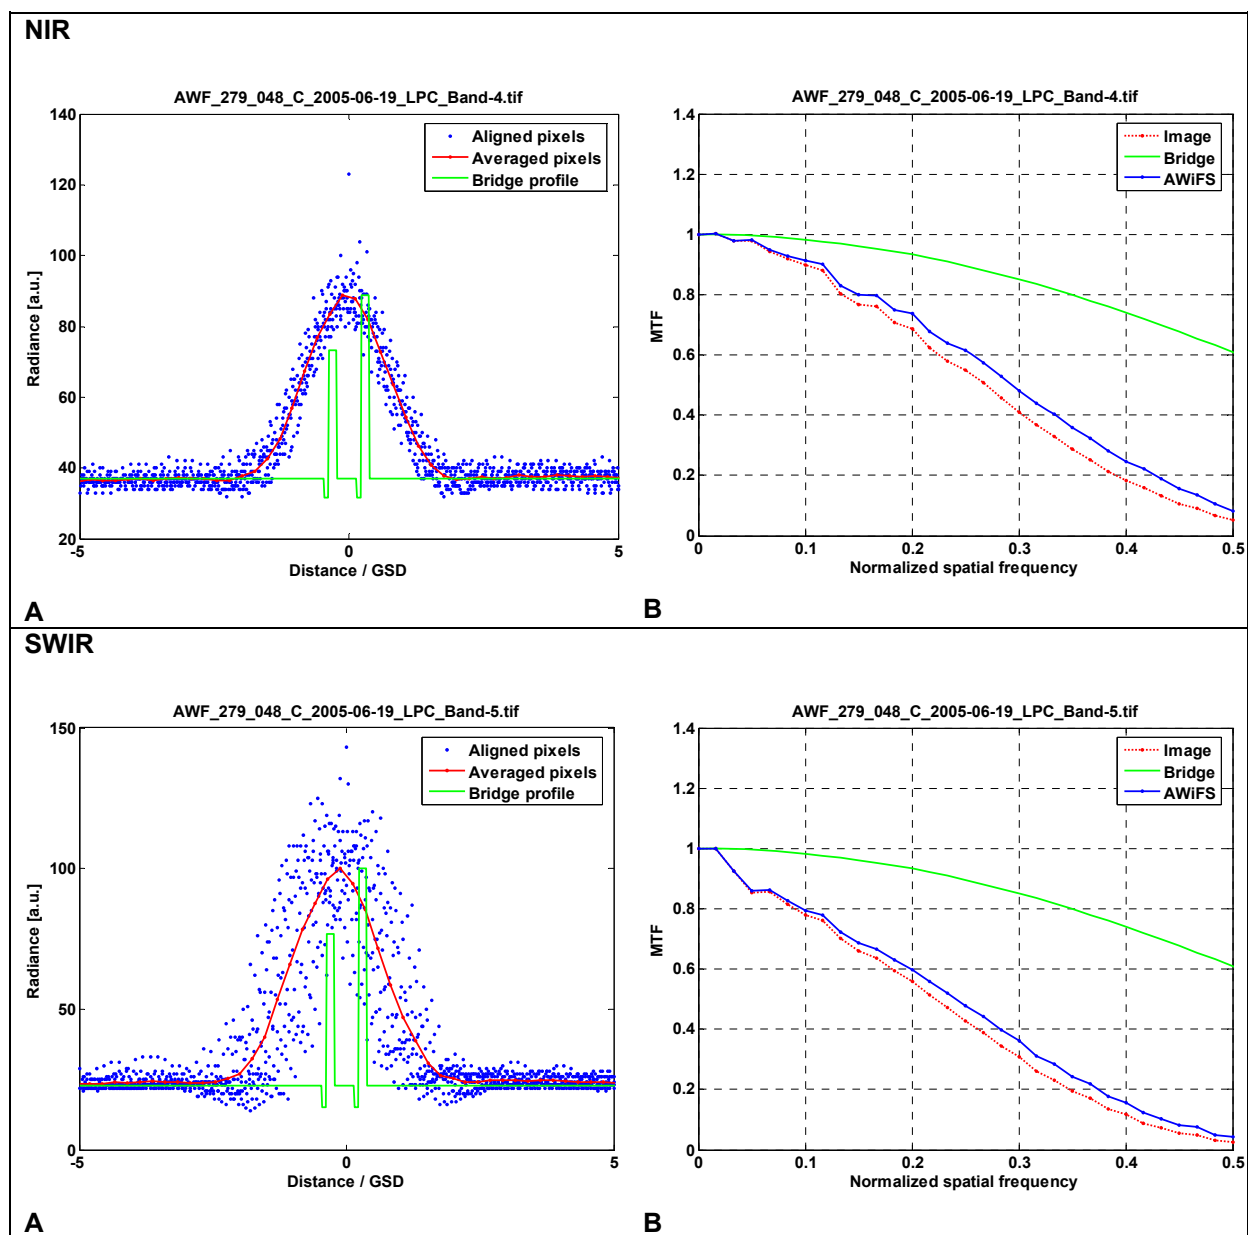 NIR
AWF_279_048_C_2005-06-19_LPC_Band-4.tif
140
120
100
80
60
40
20
Radiance [a.u.]
Aligned pixels
Averaged pixels
Bridge profile
-5
0
5
Distance / GSD
A
AWF_279_048_C_2005-06-19_LPC_Band-4.tif
1.4
1.2
1
0.8
0.6
0.4
0.2
0
MTF
Image
Bridge
AWiFS
0
0.1
0.2
0.3
0.4
0.5
Normalized spatial frequency
B
SWIR
AWF_279_048_C_2005-06-19_LPC_Band-5.tif
150
100
50
0
Radiance [a.u.]
Aligned pixels
Averaged pixels
Bridge profile
-5
0
5
Distance / GSD
A
AWF_279_048_C_2005-06-19_LPC_Band-5.tif
1.4
1.2
1
0.8
0.6
0.4
0.2
0
MTF
Image
Bridge
AWiFS
0
0.1
0.2
0.3
0.4
0.5
Normalized spatial frequency
B